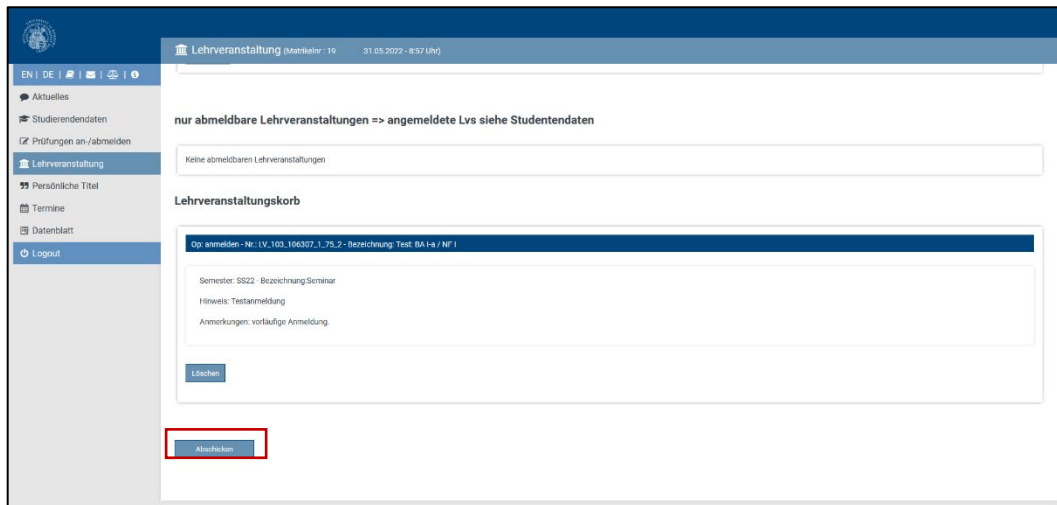 Lehrveranstaltung (Matrikelnr : 19 31.05.2022 - 8:57 Uhr)
EN | DE | | | |
Aktuelles
Studierendendaten
Prüfungen an-/abmelden
Lehrveranstaltung
Persönliche Titel
Termine
Datenblatt
Logout
nur abmeldbare Lehrveranstaltungen => angemeldete Lvs siehe Studentendaten
Keine abmeldbaren Lehrveranstaltungen
Lehrveranstaltungskorb
Op: anmelden - Nr.: LV_103_106307_1_75_2 - Bezeichnung: Test: BA I-a / NF I
Semester: SS22 - Bezeichnung:Seminar
Hinweis: Testanmeldung
Anmerkungen: vorläufige Anmeldung.
Löschen
Abschicken